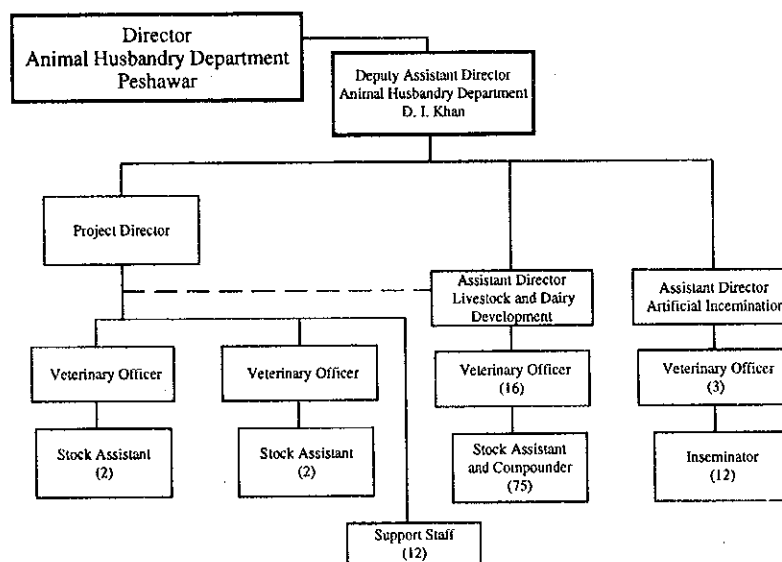 Director
Animal Husbandry Department
Peshawar
Deputy Assistant Director
Animal Husbandry Department
D. I. Khan
Project Director
Assistant Director
Livestock and Dairy
Development
Assistant Director
Artificial Incemination
Veterinary Officer
Veterinary Officer
Veterinary Officer
(16)
Veterinary Officer
(3)
Stock Assistant
(2)
Stock Assistant
(2)
Stock Assistant
and Compounder
(75)
Inseminator
(12)
Support Staff
(12)